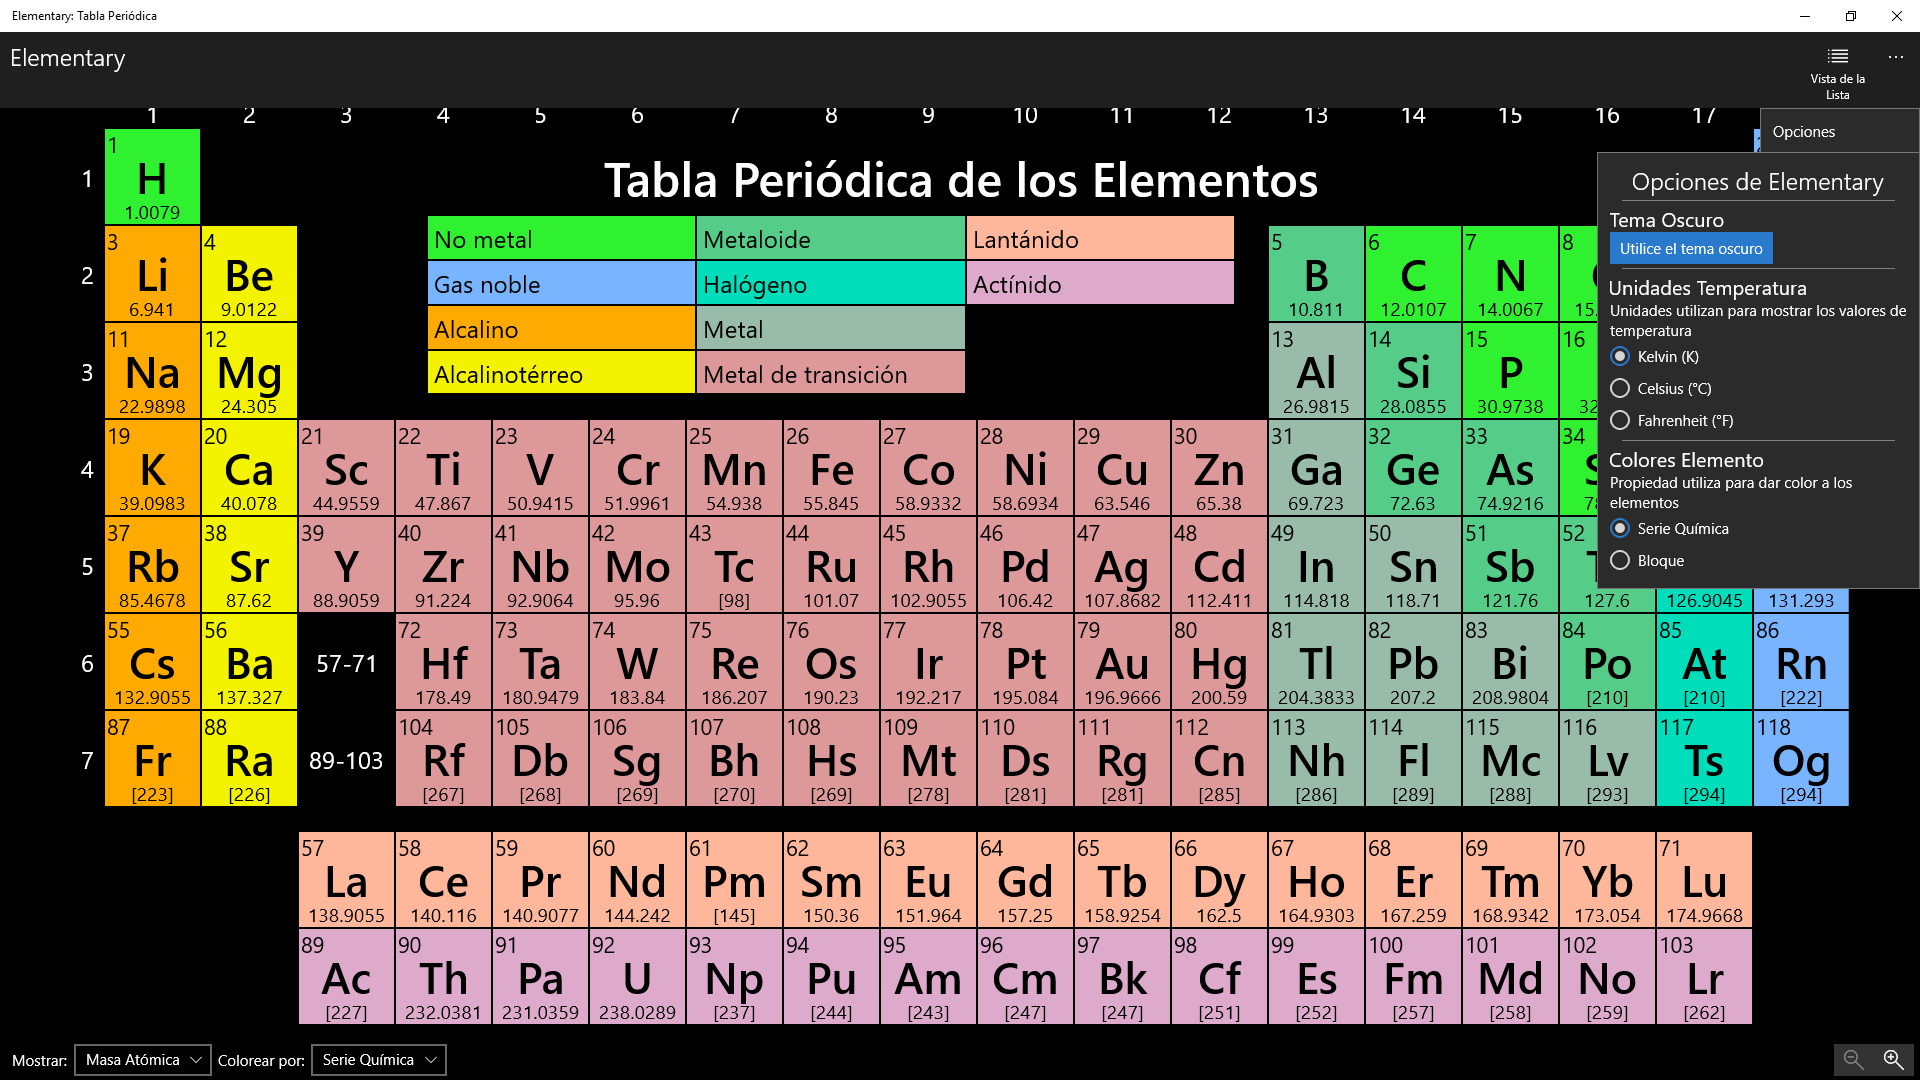 Elementary: Tabla Periódica
Elementary
Vista de la
Lista
Opciones
1 2 3 4 5 6 7 8 9 10 11 12 13 14 15 16 17
Tabla Periódica de los Elementos
No metal Metaloide Lantánido
Gas noble Halógeno Actínido
Alcalino Metal
Alcalinotérreo Metal de transición
1
1
H
1.0079
2
3 4 5 6 7 8
Li Be B C N
6.941 9.0122 10.811 12.0107 14.0067
3
11 12 13 14 15 16
Na Mg Al Si P
22.9898 24.305 26.9815 28.0855 30.9738
4
19 20 21 22 23 24 25 26 27 28 29 30 31 32 33 34
K Ca Sc Ti V Cr Mn Fe Co Ni Cu Zn Ga Ge As
39.0983 40.078 44.9559 47.867 50.9415 51.9961 54.938 55.845 58.9332 58.6934 63.546 65.38 69.723 72.63 74.9216
5
37 38 39 40 41 42 43 44 45 46 47 48 49 50 51 52
Rb Sr Y Zr Nb Mo Tc Ru Rh Pd Ag Cd In Sn Sb
85.4678 87.62 88.9059 91.224 92.9064 95.96 [98] 101.07 102.9055 106.42 107.8682 112.411 114.818 118.71 121.76 127.6 126.9045 131.293
6
55 56 72 73 74 75 76 77 78 79 80 81 82 83 84 85 86
Cs Ba 57-71 Hf Ta W Re Os Ir Pt Au Hg Tl Pb Bi Po At Rn
132.9055 137.327 178.49 180.9479 183.84 186.207 190.23 192.217 195.084 196.9666 200.59 204.3833 207.2 208.9804 [210] [210] [222]
7
87 88 104 105 106 107 108 109 110 111 112 113 114 115 116 117 118
Fr Ra 89-103 Rf Db Sg Bh Hs Mt Ds Rg Cn Nh Fl Mc Lv Ts Og
[223] [226] [267] [268] [269] [270] [269] [278] [281] [281] [285] [286] [289] [288] [293] [294] [294]
57 58 59 60 61 62 63 64 65 66 67 68 69 70 71
La Ce Pr Nd Pm Sm Eu Gd Tb Dy Ho Er Tm Yb Lu
138.9055 140.116 140.9077 144.242 [145] 150.36 151.964 157.25 158.9254 162.5 164.9303 167.259 168.9342 173.054 174.9668
89 90 91 92 93 94 95 96 97 98 99 100 101 102 103
Ac Th Pa U Np Pu Am Cm Bk Cf Es Fm Md No Lr
[227] 232.0381 231.0359 238.0289 [237] [244] [243] [247] [247] [251] [252] [257] [258] [259] [262]
Opciones de Elementary
Tema Oscuro
Utilice el tema oscuro
Unidades Temperatura
Unidades utilizan para mostrar los valores de
temperatura
Kelvin (K)
Celsius (°C)
Fahrenheit (°F)
Colores Elemento
Propiedad utiliza para dar color a los
elementos
Serie Química
Bloque
Mostrar: Masa Atómica Colorear por: Serie Química